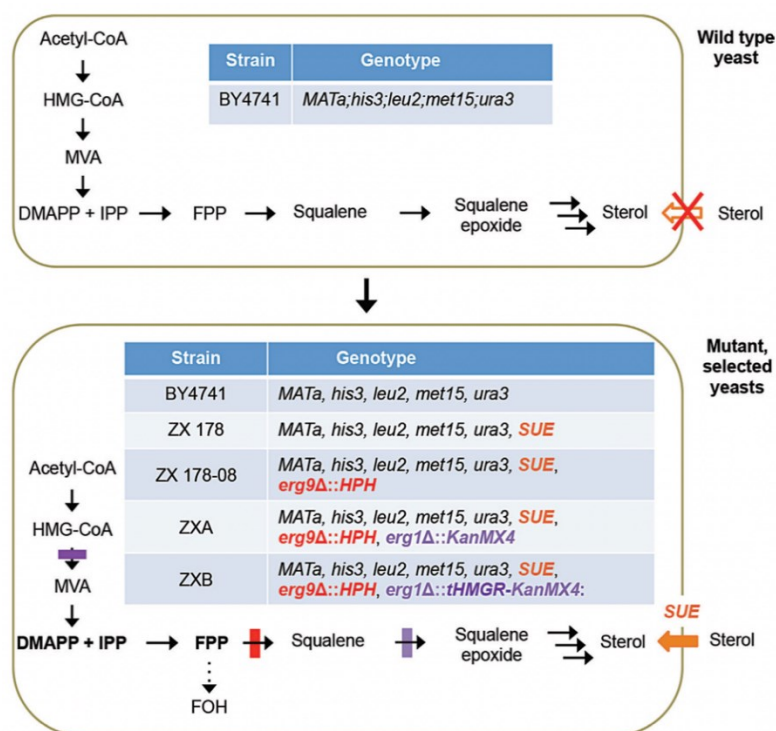 Wild type
yeast
Acetyl-CoA
Strain Genotype
HMG-CoA
BY4741 MATa;his3;leu2;met15;ura3
MVA
DMAPP + IPP FPP Squalene Squalene
epoxide Sterol Sterol
Mutant,
selected
yeasts
Strain Genotype
BY4741 MATa, his3, leu2, met15, ura3
ZX 178 MATa, his3, leu2, met15, ura3, SUE
ZX 178-08 MATa, his3, leu2, met15, ura3, SUE,
erg9Δ::HPH
ZXA MATa, his3, leu2, met15, ura3, SUE,
erg9Δ::HPH, erg1Δ::KanMX4
ZXB MATa, his3, leu2, met15, ura3, SUE,
erg9Δ::HPH, erg1Δ::tHMGR-KanMX4:
Acetyl-CoA
HMG-CoA
MVA
SUE
DMAPP + IPP FPP Squalene Squalene
epoxide Sterol Sterol
FOH